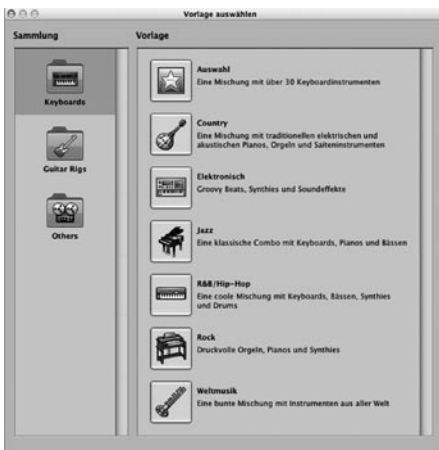 Vorlage auswählen
Sammlung
Vorlage
Keyboards
Guitar Rigs
Others
Auswahl
Eine Mischung mit über 30 Keyboardinstrumenten
Country
Eine Mischung mit traditionellen elektrischen und
akustischen Pianos, Orgeln und Saiteninstrumenten
Elektronisch
Groovy Beats, Synthies und Soundeffekte
Jazz
Eine klassische Combo mit Keyboards, Pianos und Bässen
R&B/Hip-Hop
Eine coole Mischung mit Keyboards, Bässen, Synthies
und Drums
Rock
Druckvolle Orgeln, Pianos und Synthies
Weltmusik
Eine bunte Mischung mit Instrumenten aus aller Welt